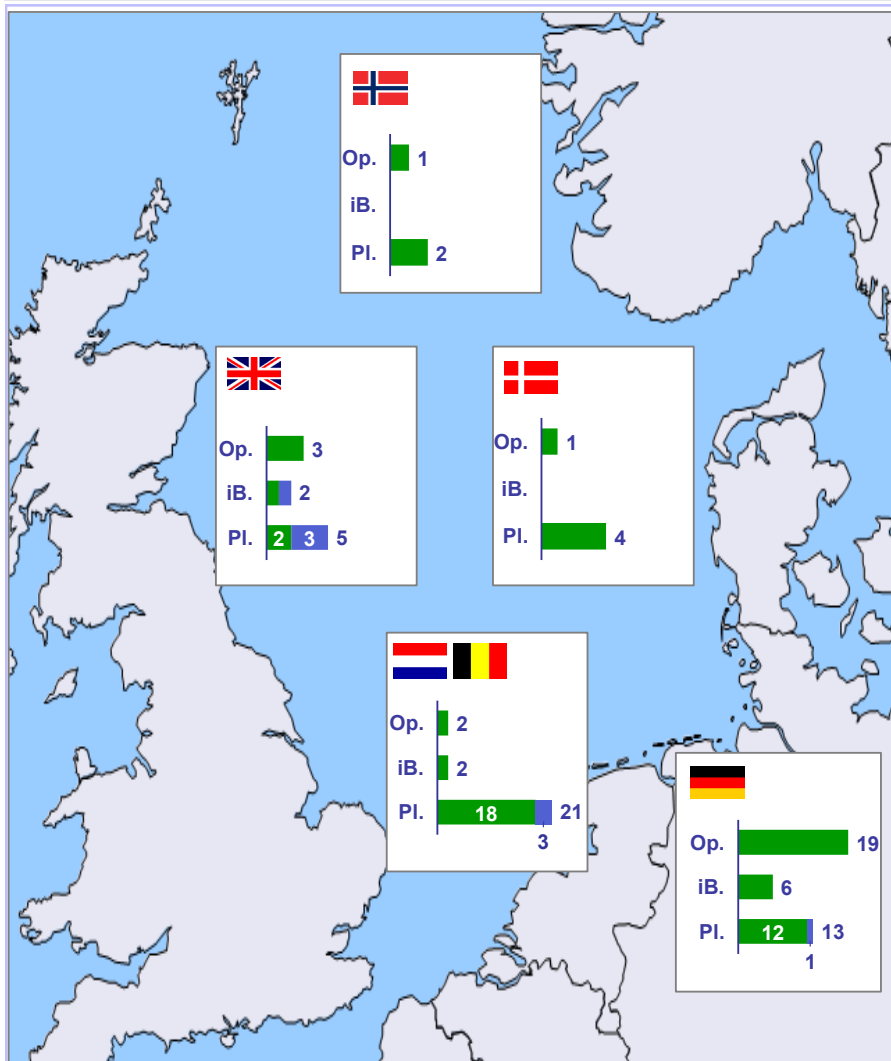 Op. 1
iB.
Pl. 2
Op. 3
iB. 2
Pl. 2 3 5
Op. 1
iB.
Pl. 4
Op. 2
iB. 2
Pl. 18 21
3
Op. 19
iB. 6
Pl. 12 13
1